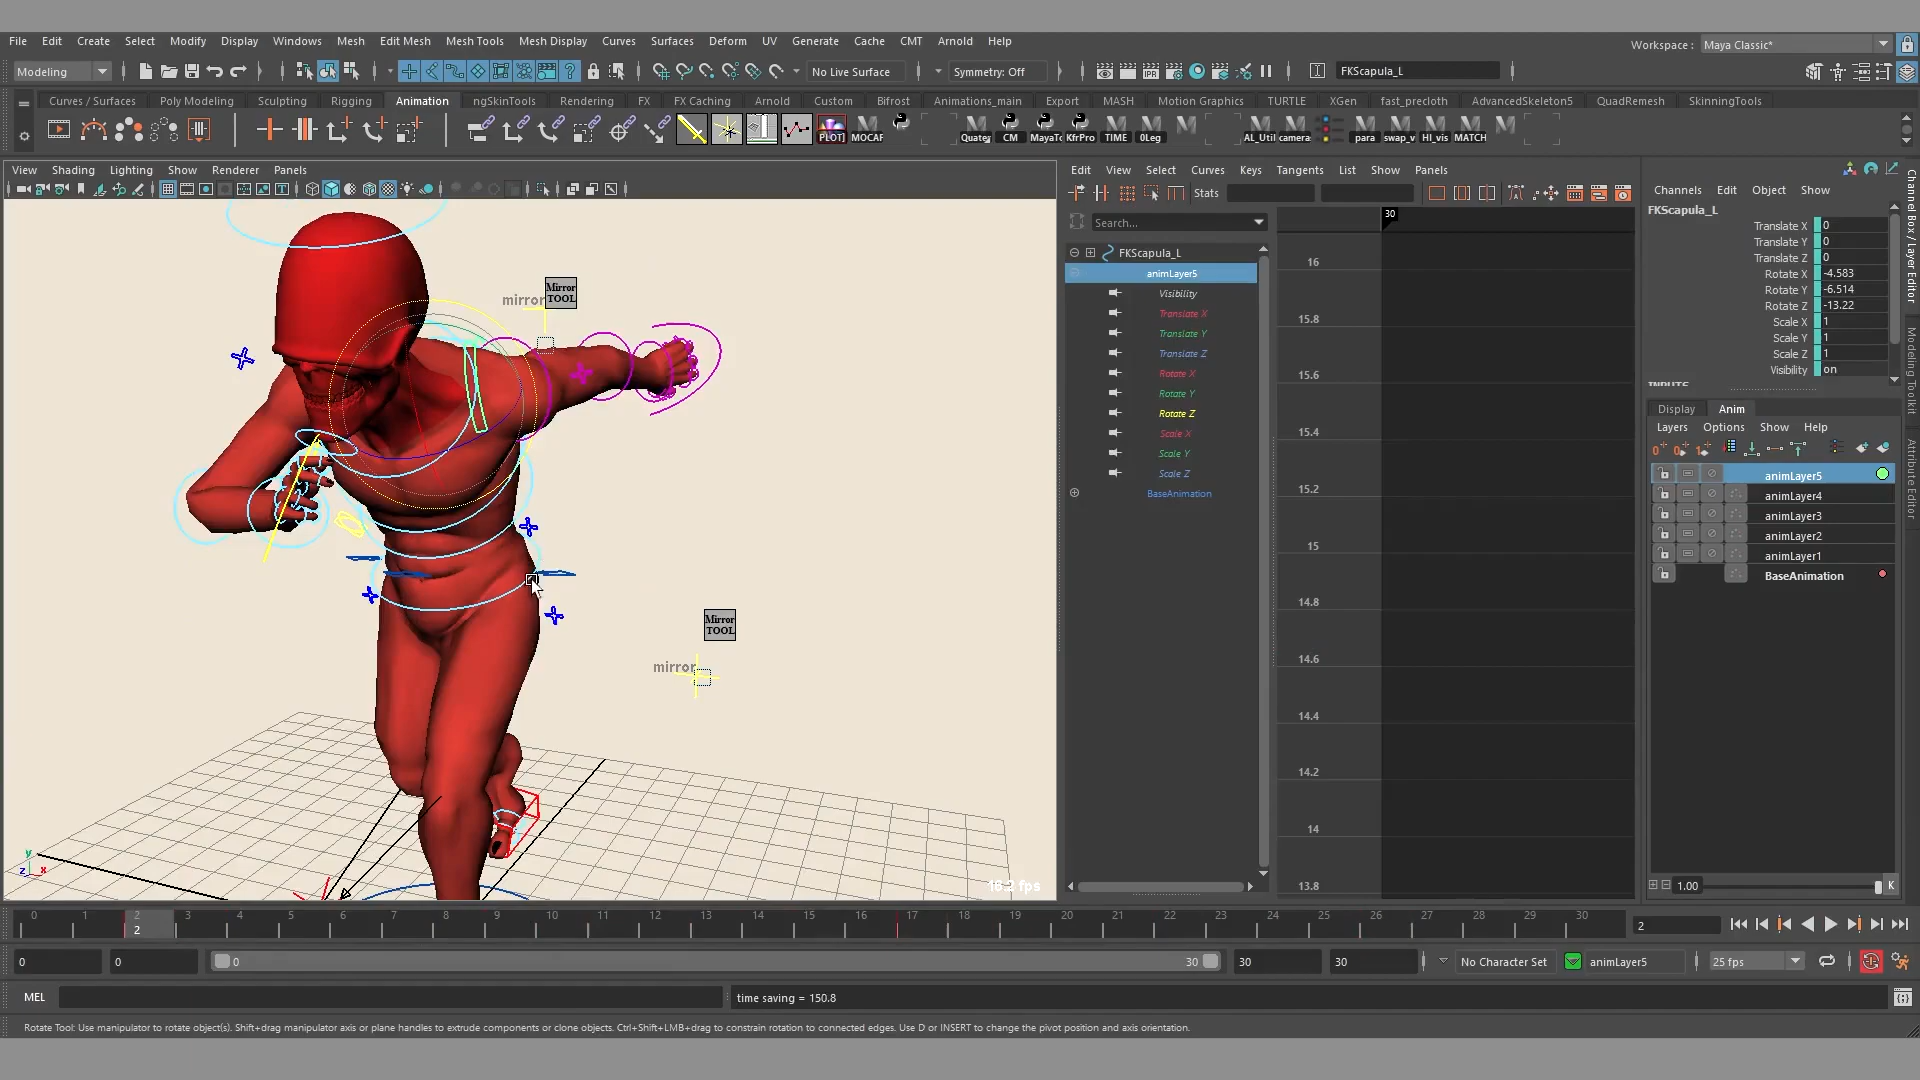 File Edit Create Select Modify Display Windows Mesh Edit Mesh Mesh Tools Mesh Display Curves Surfaces Deform UV Generate Cache CMT Arnold Help
Workspace : Maya Classic*
Modeling No Live Surface Symmetry: Off FKScapula_L
Curves / Surfaces Poly Modeling Sculpting Rigging Animation ngSkinTools Rendering FX FX Caching Arnold Custom Bifrost Animations_main Export MASH Motion Graphics TURTLE XGen fast_precloth AdvancedSkeleton5 QuadRemesh SkinningTools
PLOT] MOCAF CM TIME 0Leg AL_Util camera para swap_v HI_vis MATCH
View Shading Lighting Show Renderer Panels
Edit View Select Curves Keys Tangents List Show Panels
Stats
Search...
FKScapula_L
animLayer5
Visibility
Translate X
Translate Y
Translate Z
Rotate X
Rotate Y
Rotate Z
Scale X
Scale Y
Scale Z
BaseAnimation
30
16
15.8
15.6
15.4
15.2
15
14.8
14.6
14.4
14.2
14
13.8
mirror
Mirror
TOOL
Mirror
TOOL
mirror
y
z x
Channels Edit Object Show
FKScapula_L
Translate X 0
Translate Y 0
Translate Z 0
Rotate X -4.583
Rotate Y -6.514
Rotate Z -13.22
Scale X 1
Scale Y 1
Scale Z 1
Visibility on
Display Anim
Layers Options Show Help
animLayer5
animLayer4
animLayer3
animLayer2
animLayer1
BaseAnimation
1.00 K
Channel Box / Layer Editor
Modeling Toolkit
Attribute Editor
0 1 2 3 4 5 6 7 8 9 10 11 12 13 14 15 16 17 18 19 20 21 22 23 24 25 26 27 28 29 30
2 2
0 0 0 30 30 30 No Character Set animLayer5 25 fps
MEL time saving = 150.8
Rotate Tool: Use manipulator to rotate object(s). Shift+drag manipulator axis or plane handles to extrude components or clone objects. Ctrl+Shift+LMB+drag to constrain rotation to connected edges. Use D or INSERT to change the pivot position and axis orientation.